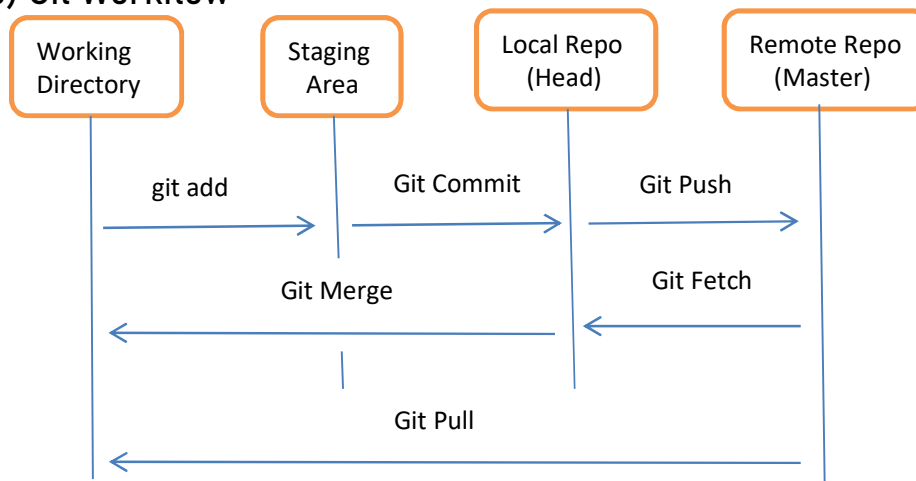 Working
Directory
Staging
Area
Local Repo
(Head)
Remote Repo
(Master)
git add
Git Commit
Git Push
Git Merge
Git Fetch
Git Pull